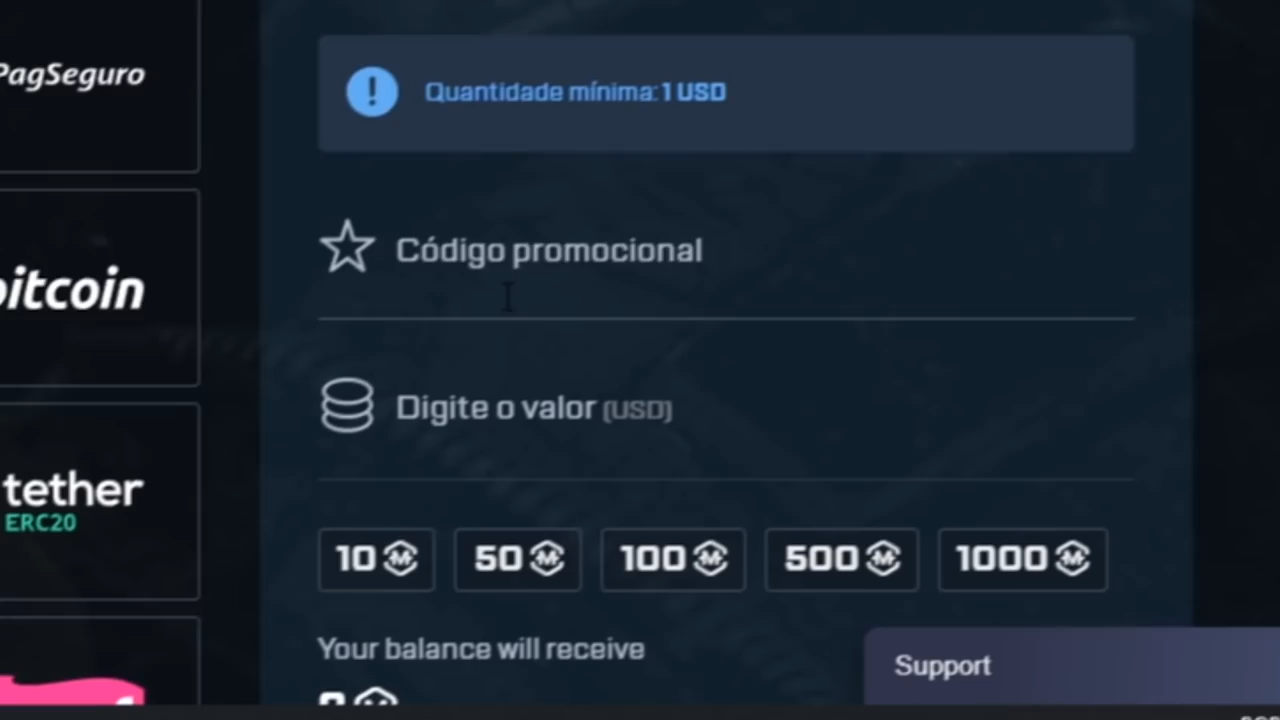 PagSeguro
Quantidade mínima: 1 USD
Código promocional
bitcoin
Digite o valor (USD)
tether
ERC20
10 50 100 500 1000
Your balance will receive
Support